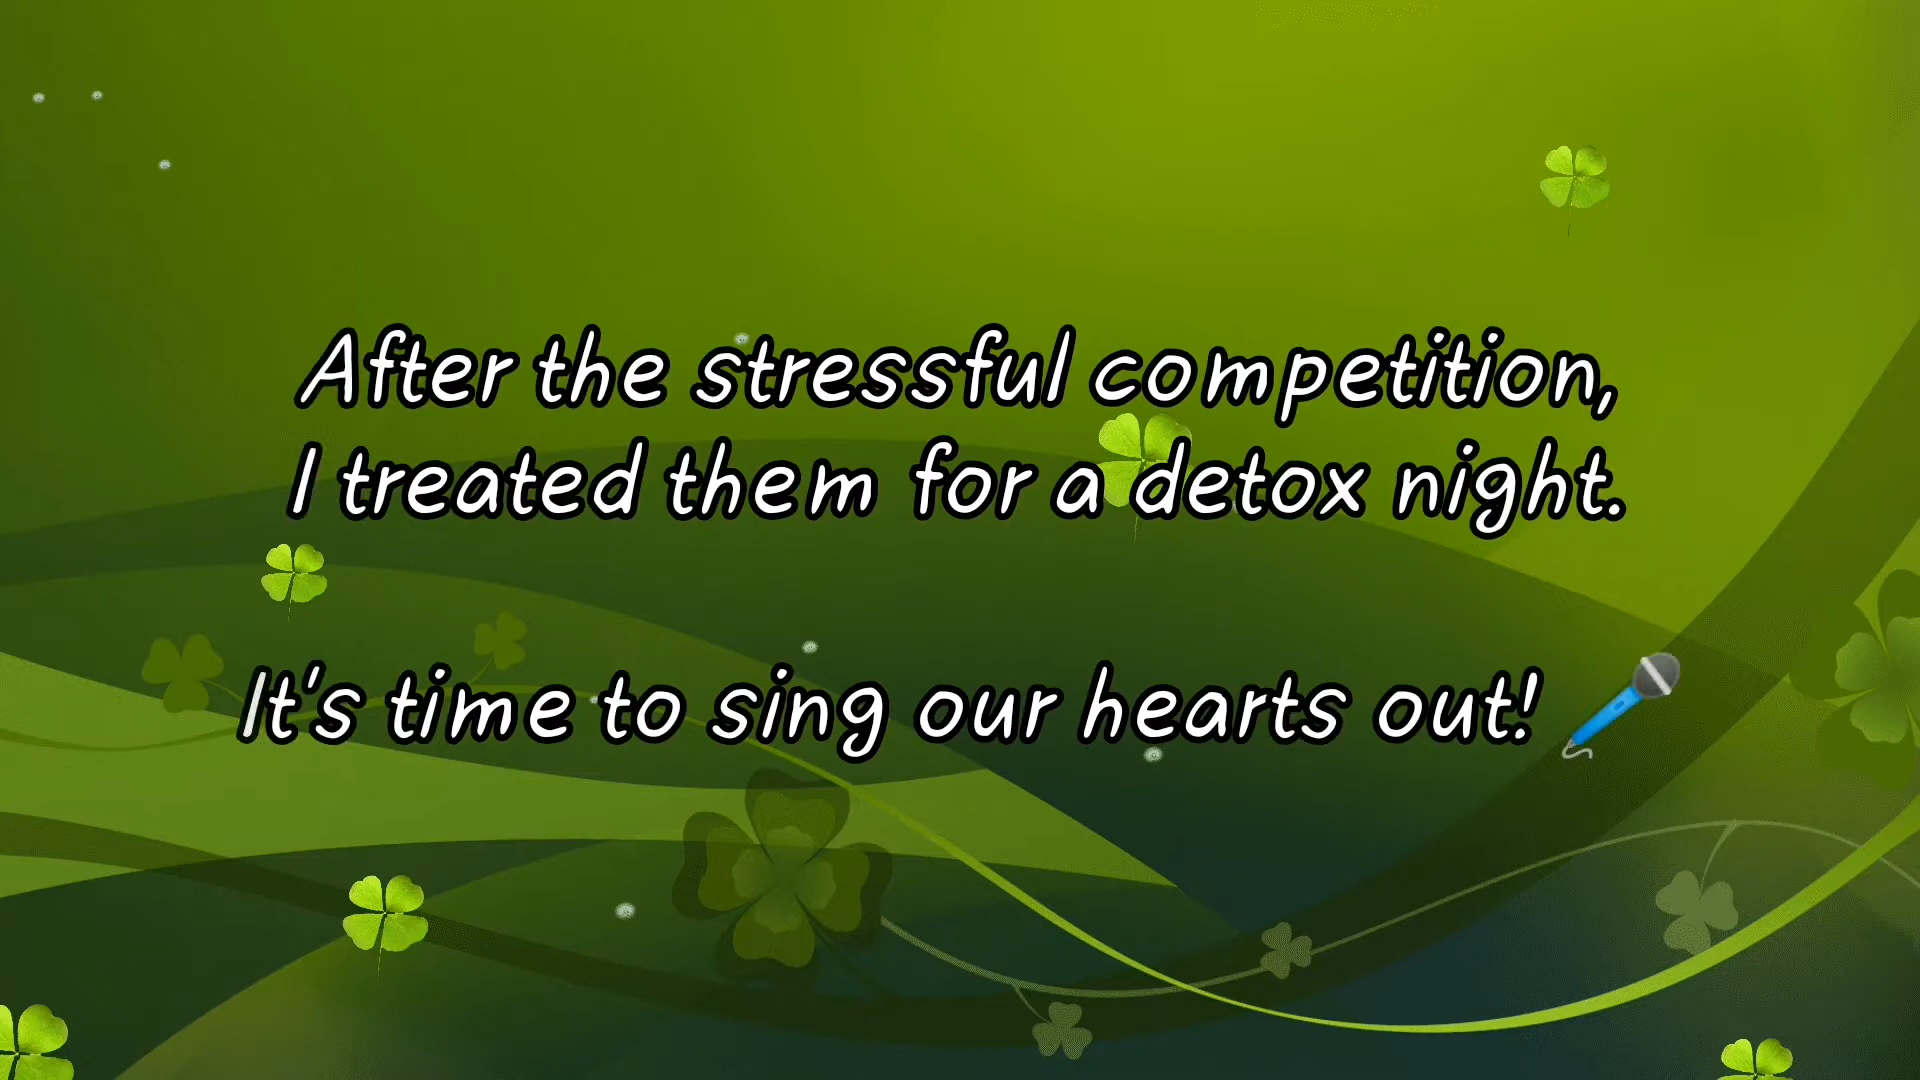 After the stressful competition,
I treated them for a detox night.
It's time to sing our hearts out! 🎤